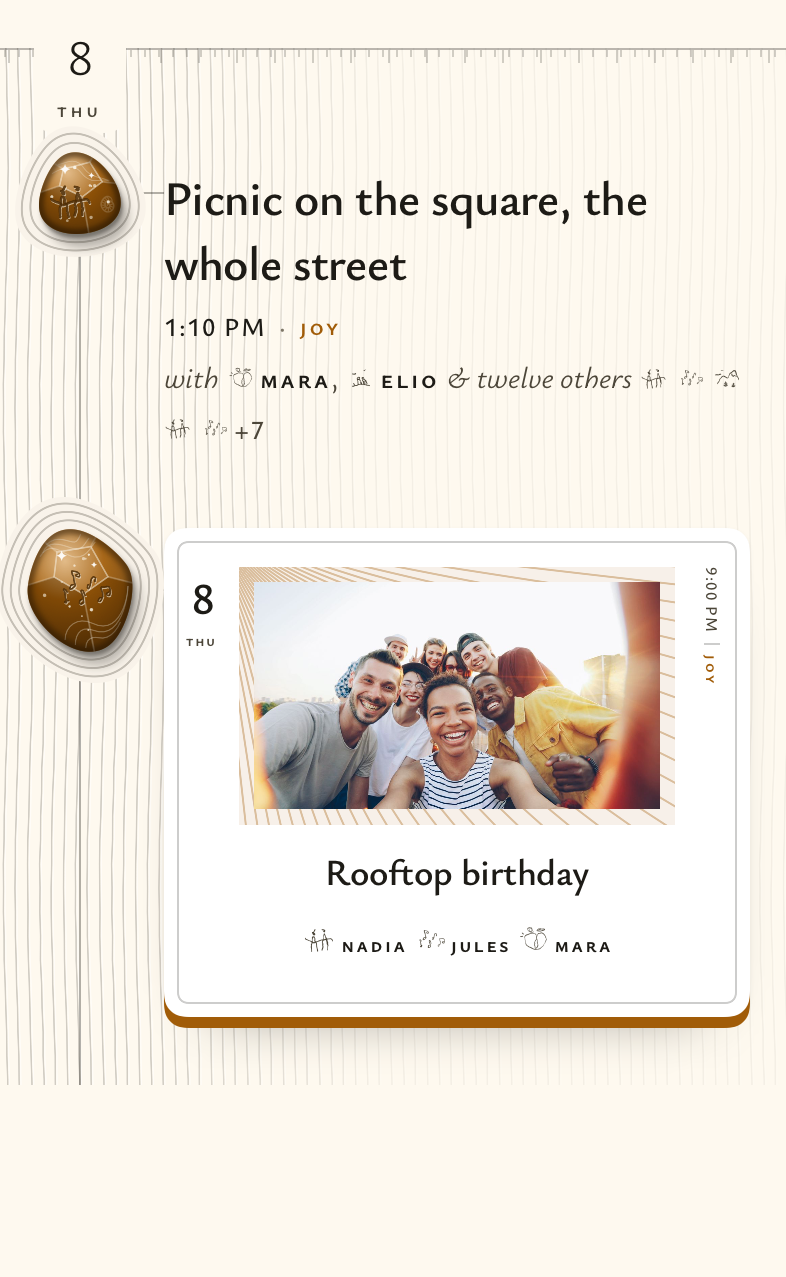 8
THU
Picnic on the square, the
whole street
1:10 PM · JOY
with MARA, ELIO & twelve others
+7
8
THU
9:00 PM | JOY
Rooftop birthday
NADIA JULES MARA